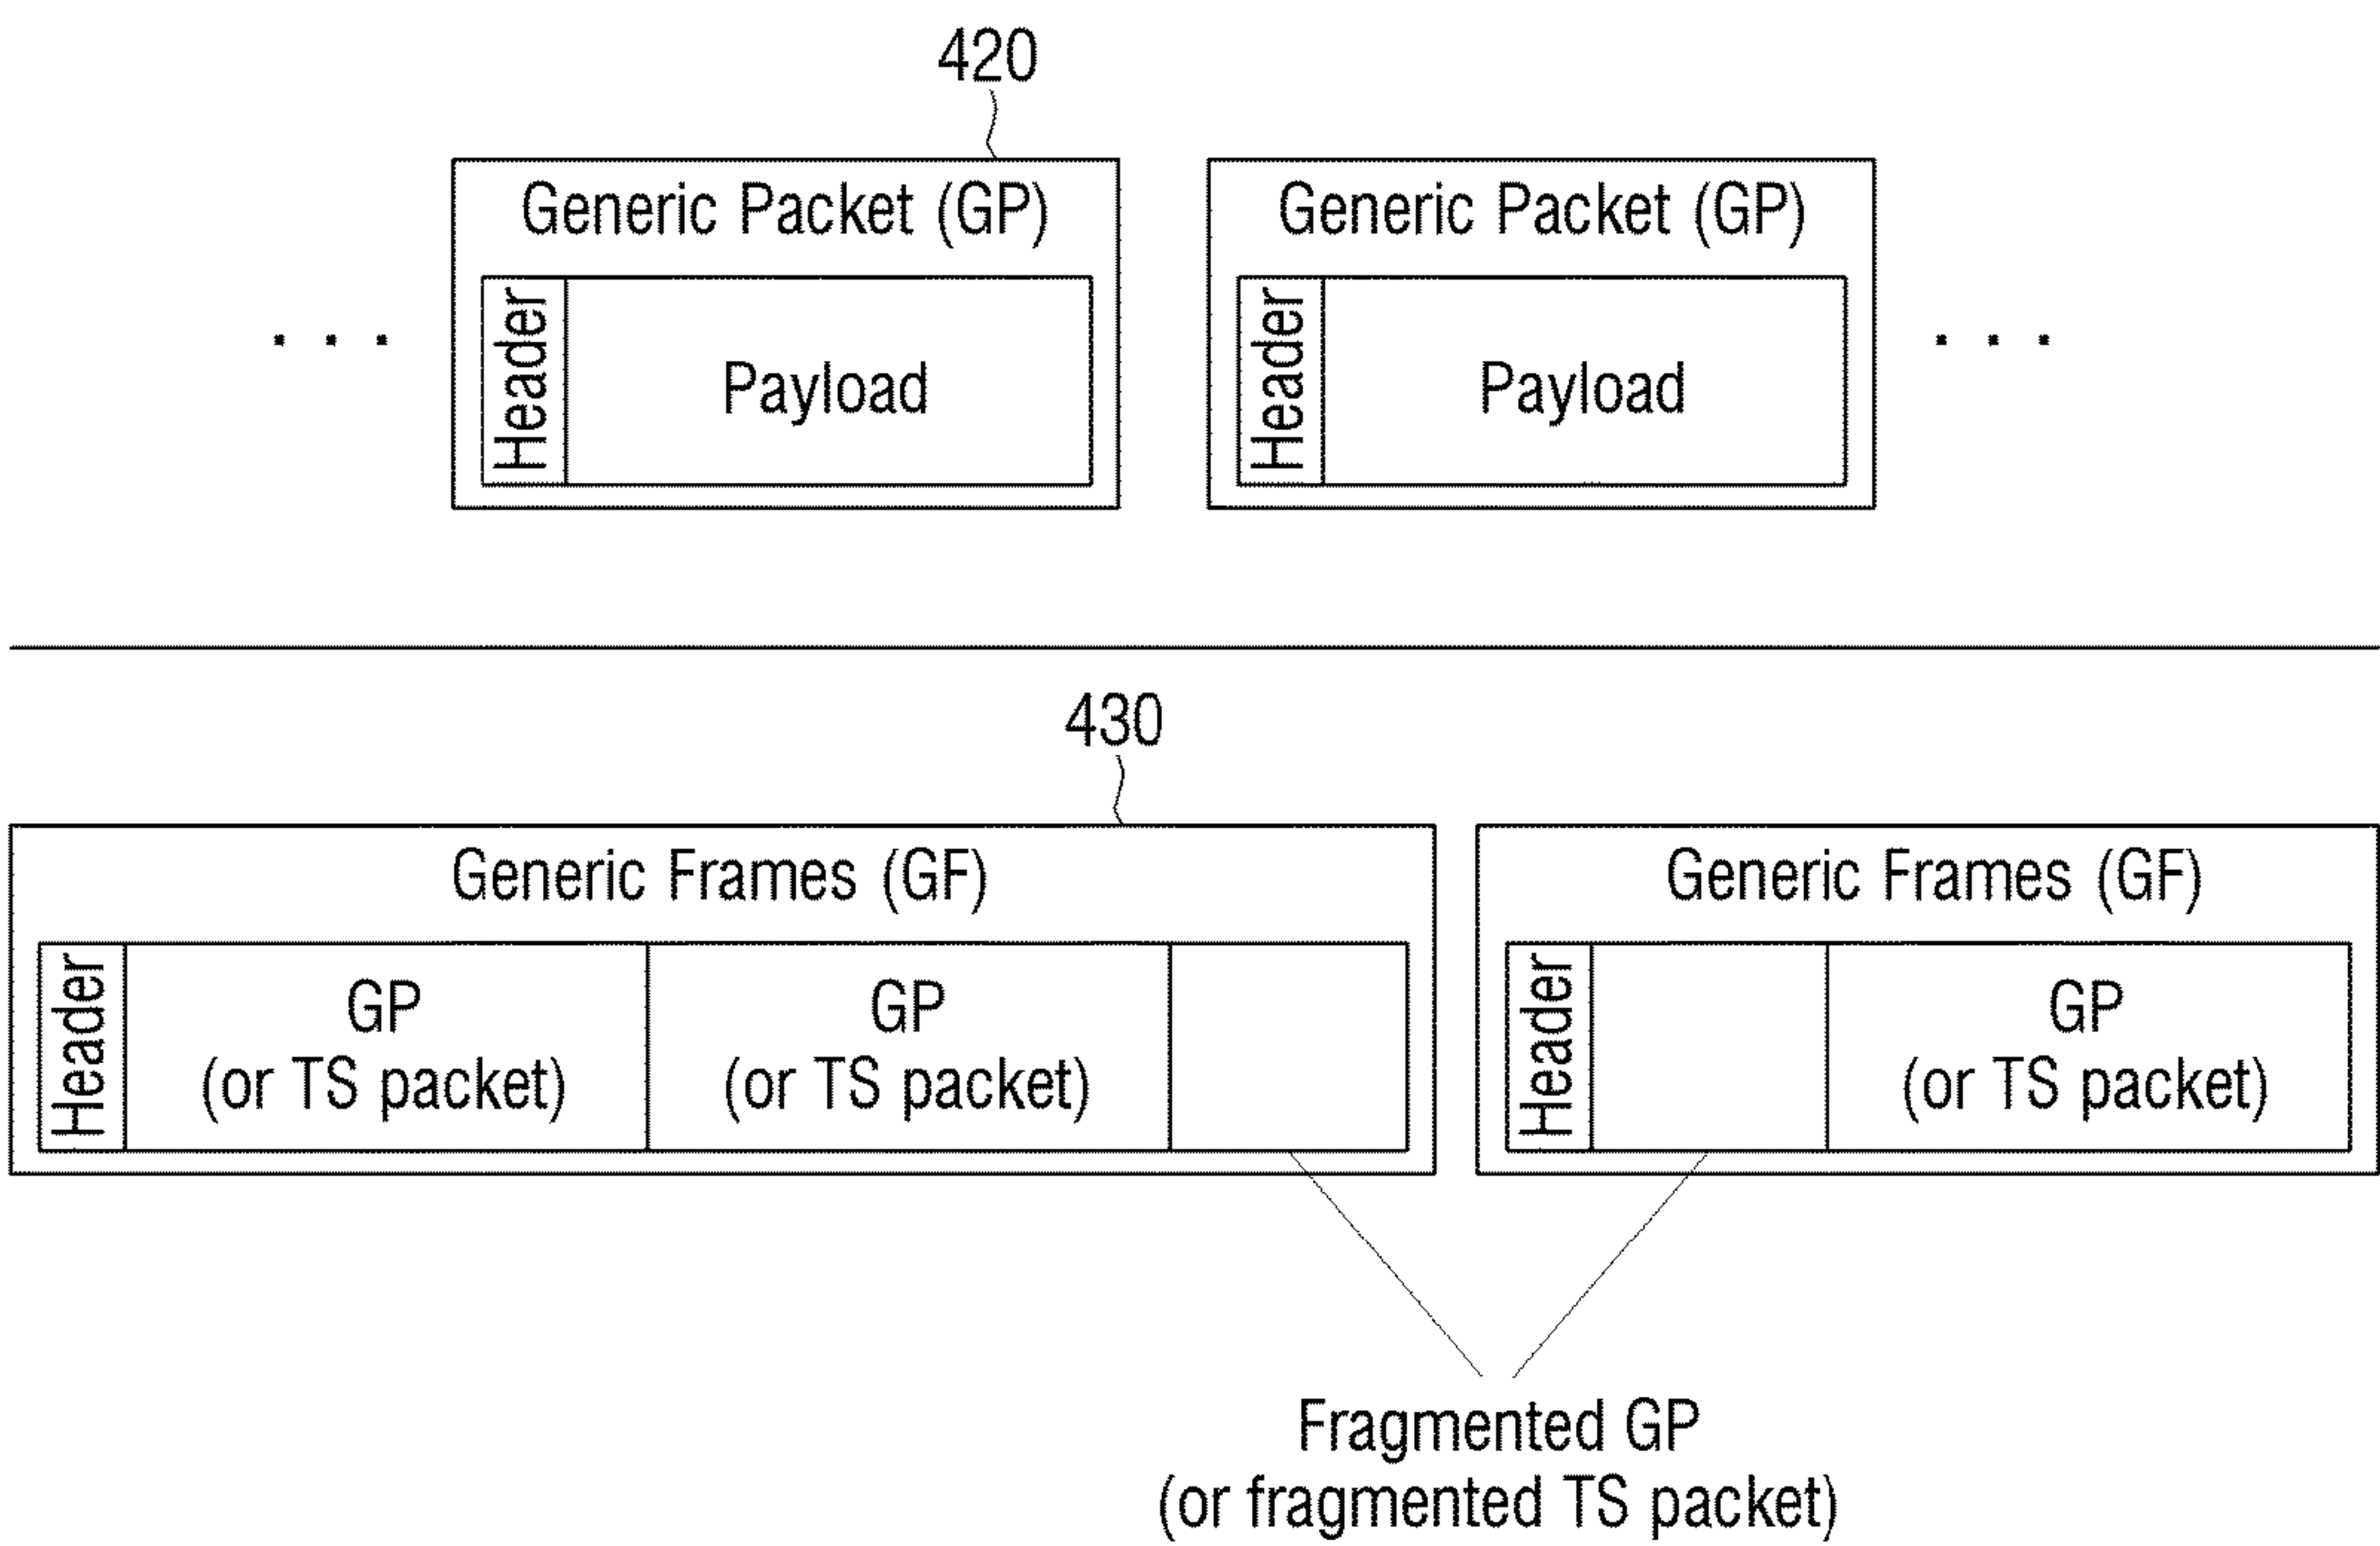 420
Generic Packet (GP)
Header
Payload
Generic Packet (GP)
Header
Payload
. . .
. . .
430
Generic Frames (GF)
Header
GP
(or TS packet)
GP
(or TS packet)
Generic Frames (GF)
Header
GP
(or TS packet)
Fragmented GP
(or fragmented TS packet)